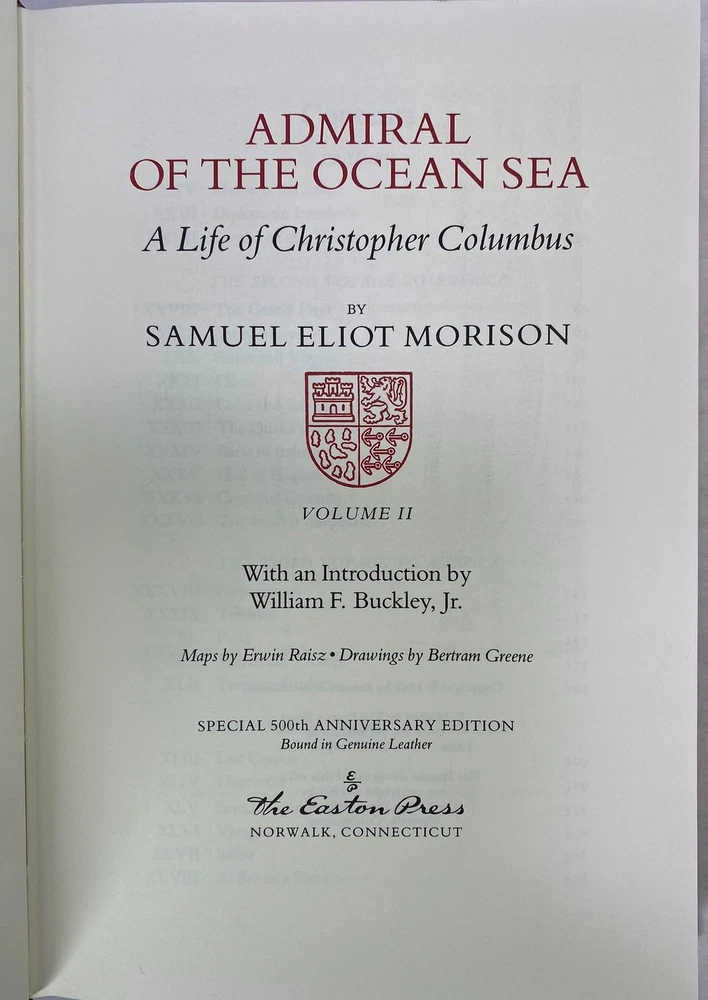 ADMIRAL
OF THE OCEAN SEA
A Life of Christopher Columbus
BY
SAMUEL ELIOT MORISON
VOLUME II
With an Introduction by
William F. Buckley, Jr.
Maps by Erwin Raisz • Drawings by Bertram Greene
SPECIAL 500th ANNIVERSARY EDITION
Bound in Genuine Leather
E
P
The Easton Press
NORWALK, CONNECTICUT